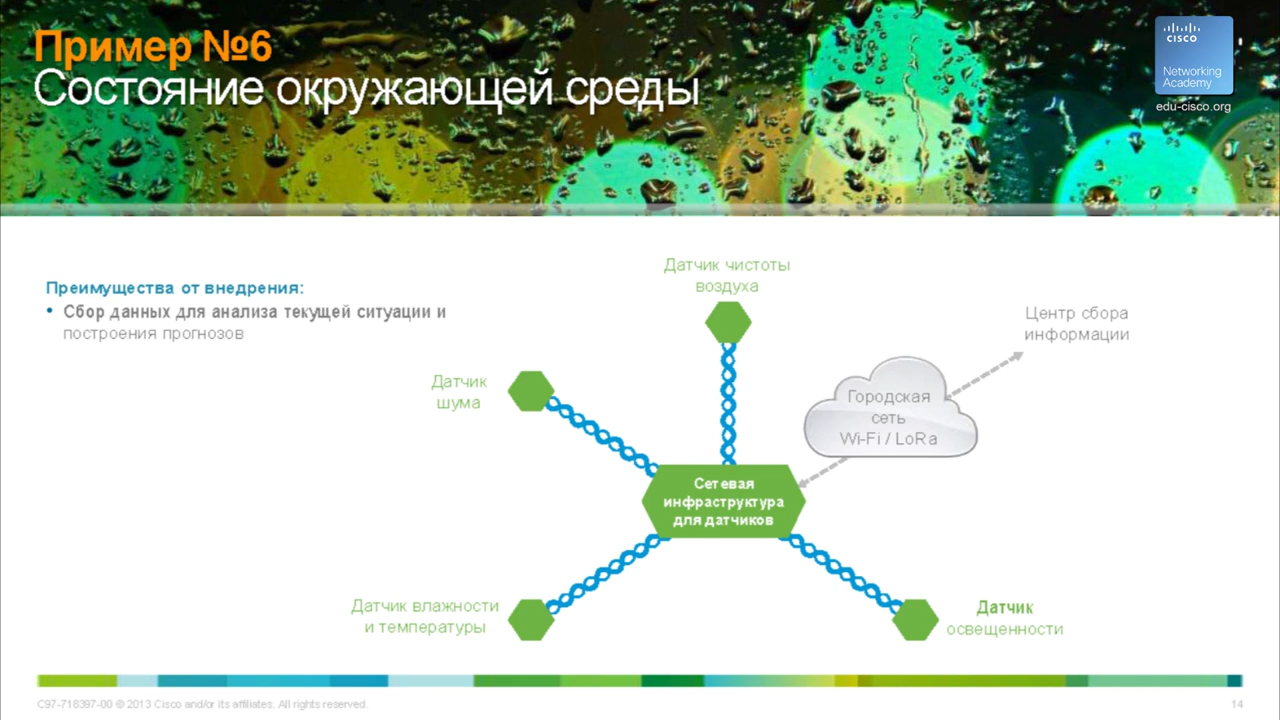 Пример №6
Состояние окружающей среды
cisco
Networking
Academy
edu-cisco.org
Преимущества от внедрения:
• Сбор данных для анализа текущей ситуации и
построения прогнозов
Датчик чистоты
воздуха
Центр сбора
информации
Датчик
шума
Городская
сеть
Wi-Fi / LoRa
Сетевая
инфраструктура
для датчиков
Датчик влажности
и температуры
Датчик
освещенности
C97-718397-00 © 2013 Cisco and/or its affiliates. All rights reserved.
14